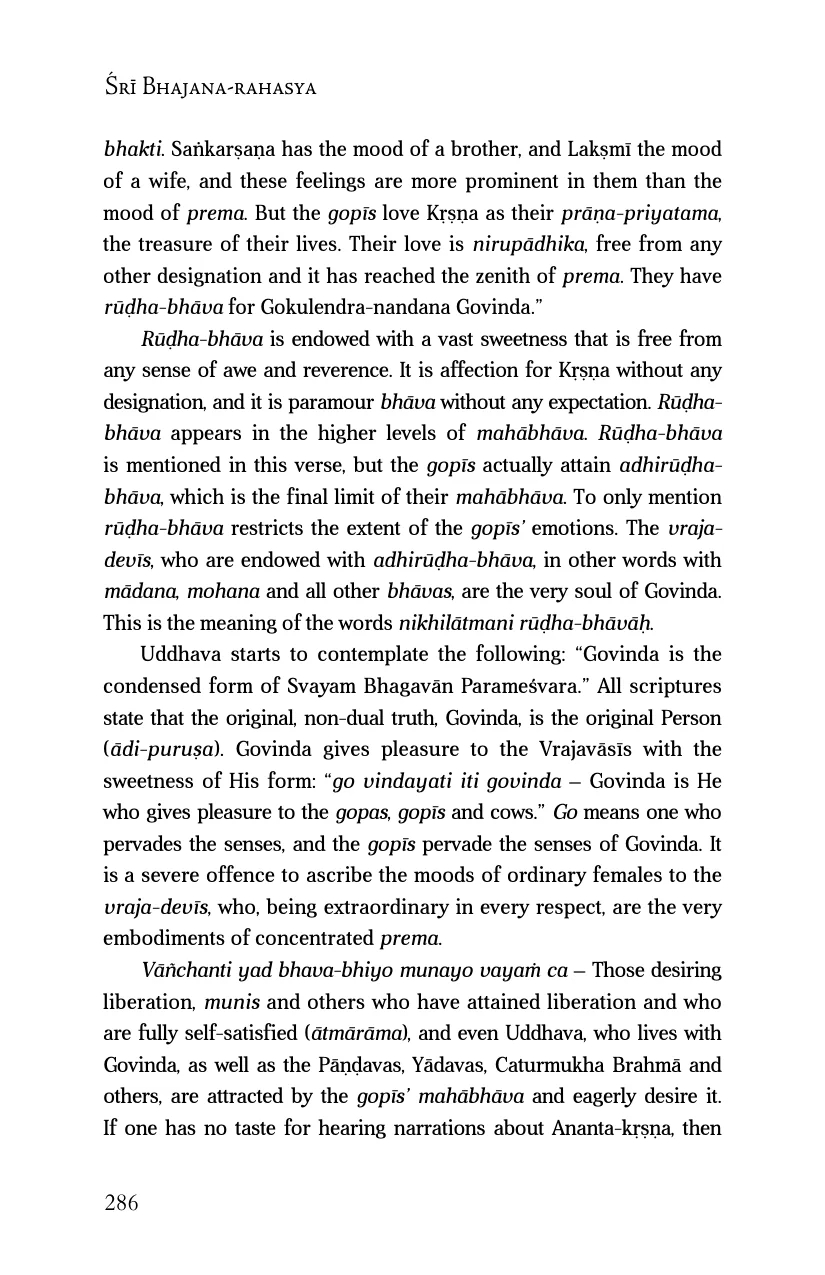 Śrī Bhajana-rahasya
bhakti. Saṅkarṣaṇa has the mood of a brother, and Lakṣmī the mood
of a wife, and these feelings are more prominent in them than the
mood of prema. But the gopīs love Kṛṣṇa as their prāṇa-priyatama,
the treasure of their lives. Their love is nirupādhika, free from any
other designation and it has reached the zenith of prema. They have
rūḍha-bhāva for Gokulendra-nandana Govinda.”
Rūḍha-bhāva is endowed with a vast sweetness that is free from
any sense of awe and reverence. It is affection for Kṛṣṇa without any
designation, and it is paramour bhāva without any expectation. Rūḍha-
bhāva appears in the higher levels of mahābhāva. Rūḍha-bhāva
is mentioned in this verse, but the gopīs actually attain adhirūḍha-
bhāva, which is the final limit of their mahābhāva. To only mention
rūḍha-bhāva restricts the extent of the gopīs’ emotions. The vraja-
devīs, who are endowed with adhirūḍha-bhāva, in other words with
mādana, mohana and all other bhāvas, are the very soul of Govinda.
This is the meaning of the words nikhilātmani rūḍha-bhāvāḥ.
Uddhava starts to contemplate the following: “Govinda is the
condensed form of Svayam Bhagavān Parameśvara.” All scriptures
state that the original, non-dual truth, Govinda, is the original Person
(ādi-puruṣa). Govinda gives pleasure to the Vrajavāsīs with the
sweetness of His form: “go vindayati iti govinda – Govinda is He
who gives pleasure to the gopas, gopīs and cows.” Go means one who
pervades the senses, and the gopīs pervade the senses of Govinda. It
is a severe offence to ascribe the moods of ordinary females to the
vraja-devīs, who, being extraordinary in every respect, are the very
embodiments of concentrated prema.
Vāñchanti yad bhava-bhiyo munayo vayaṁ ca – Those desiring
liberation, munis and others who have attained liberation and who
are fully self-satisfied (ātmārāma), and even Uddhava, who lives with
Govinda, as well as the Pāṇḍavas, Yādavas, Caturmukha Brahmā and
others, are attracted by the gopīs’ mahābhāva and eagerly desire it.
If one has no taste for hearing narrations about Ananta-kṛṣṇa, then
286